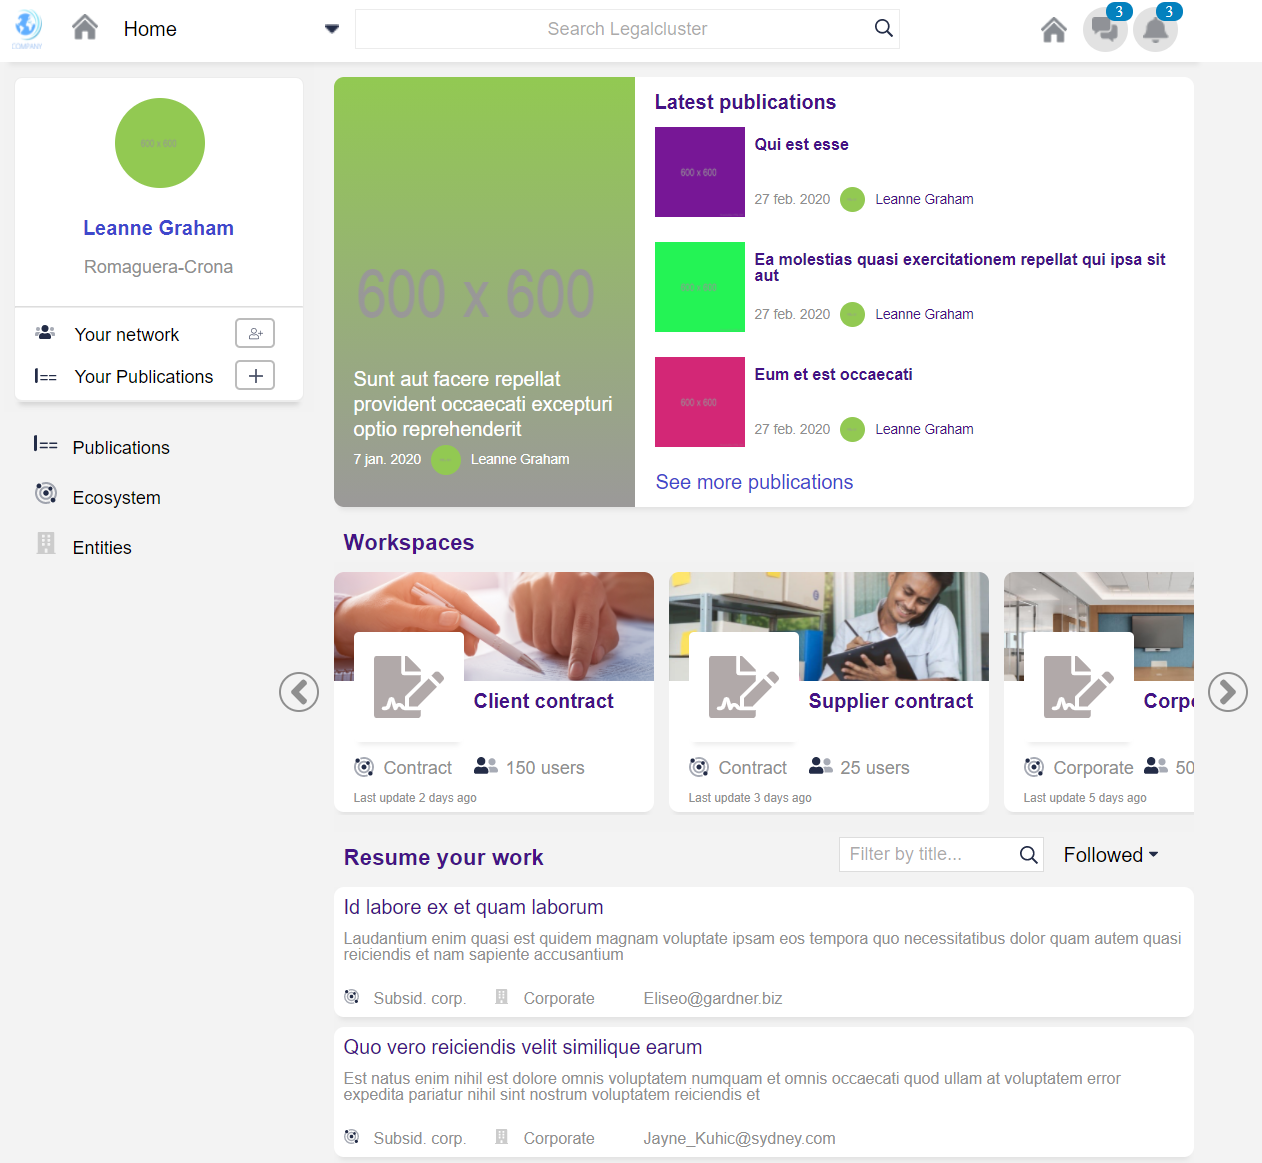 COMPANY
Home
Search Legalcluster
3
3
600 x 600
Leanne Graham
Romaguera-Crona
Your network
Your Publications
Publications
Ecosystem
Entities
600 x 600
Sunt aut facere repellat
provident occaecati excepturi
optio reprehenderit
7 jan. 2020 Leanne Graham
Latest publications
600 x 600
Qui est esse
27 feb. 2020 Leanne Graham
600 x 600
Ea molestias quasi exercitationem repellat qui ipsa sit
aut
27 feb. 2020 Leanne Graham
600 x 600
Eum et est occaecati
27 feb. 2020 Leanne Graham
See more publications
Workspaces
Client contract
Contract 150 users
Last update 2 days ago
Supplier contract
Contract 25 users
Last update 3 days ago
Corpo
Corporate 50
Last update 5 days ago
Resume your work
Filter by title...
Followed
Id labore ex et quam laborum
Laudantium enim quasi est quidem magnam voluptate ipsam eos tempora quo necessitatibus dolor quam autem quasi
reiciendis et nam sapiente accusantium
Subsid. corp. Corporate Eliseo@gardner.biz
Quo vero reiciendis velit similique earum
Est natus enim nihil est dolore omnis voluptatem numquam et omnis occaecati quod ullam at voluptatem error
expedita pariatur nihil sint nostrum voluptatem reiciendis et
Subsid. corp. Corporate Jayne_Kuhic@sydney.com